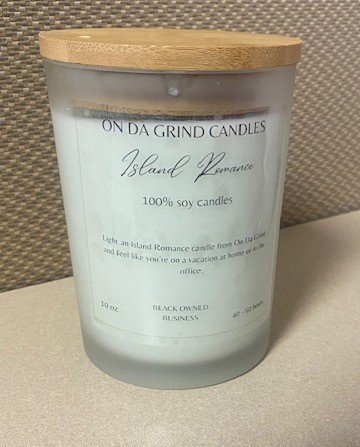 ON DA GRIND CANDLES
Island Romance
100% soy candles
Light an Island Romance candle from On Da Grind
and feel like you're on a vacation at home or in the
office.
10 oz
BLACK OWNED
BUSINESS
40 - 50 hours